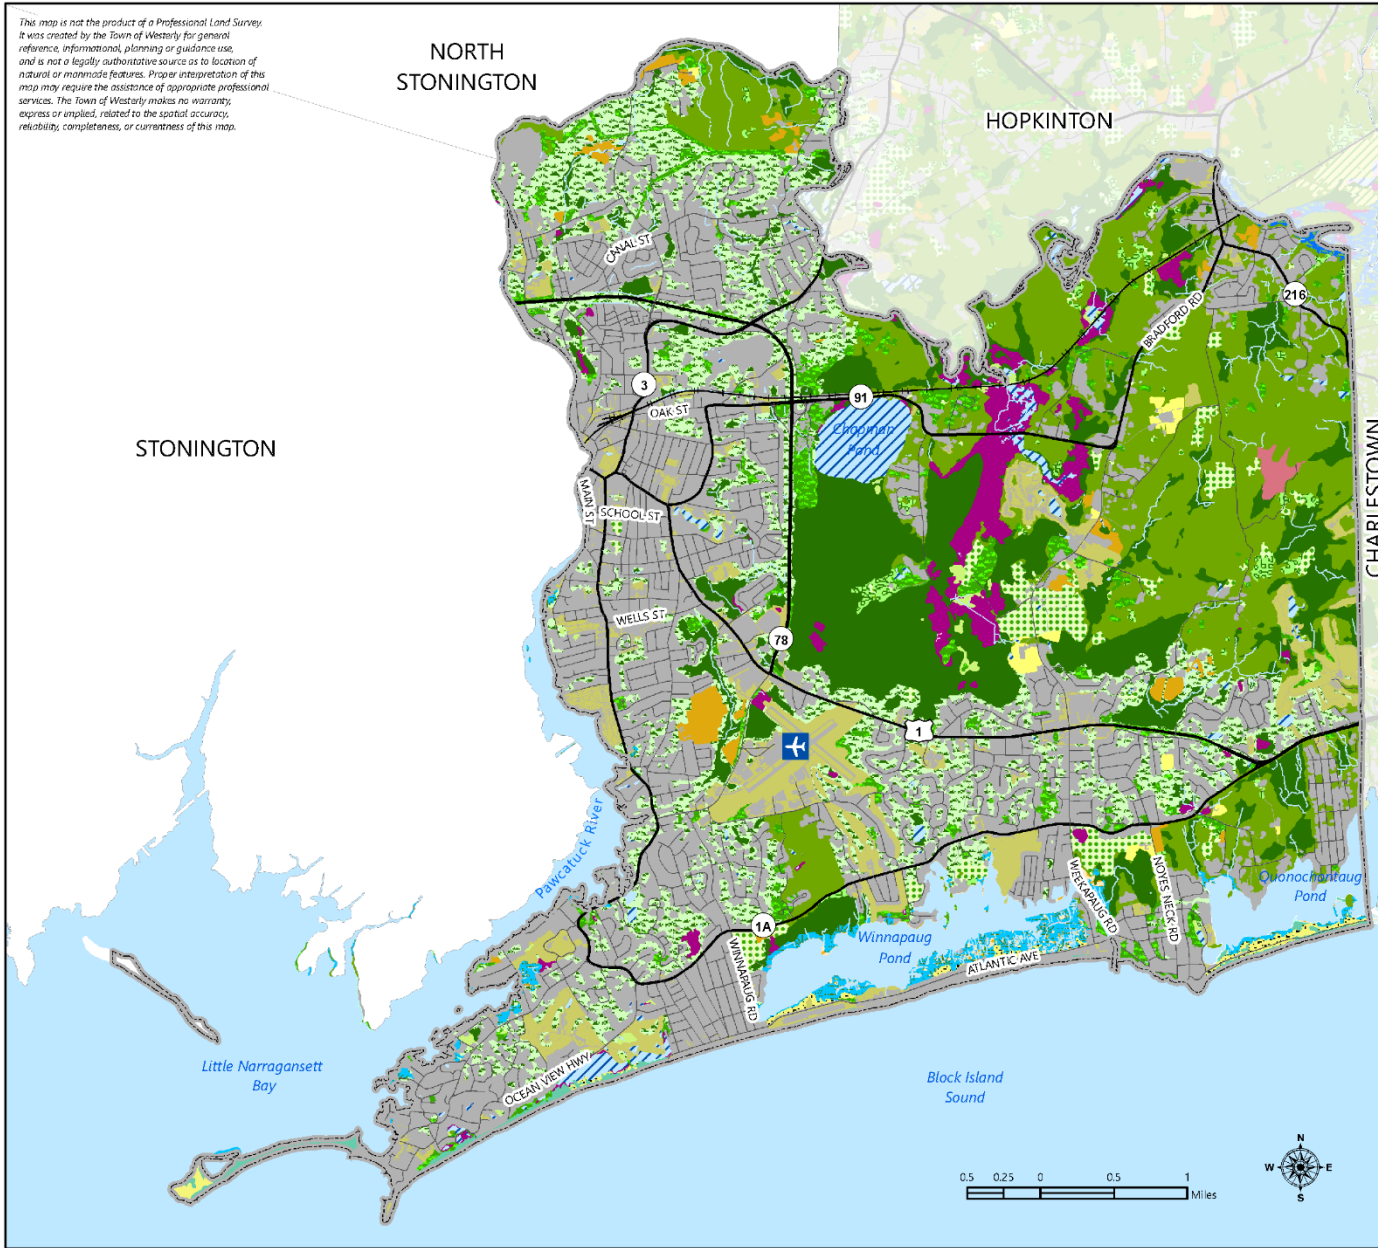 This map is not the product of a Professional Land Survey.
It was created by the Town of Westerly for general
reference, informational, planning or guidance use,
and is not a legally authoritative source as to location of
natural or manmade features. Proper interpretation of this
map may require the assistance of appropriate professional
services. The Town of Westerly makes no warranty,
express or implied, related to the spatial accuracy,
reliability, completeness, or currentness of this map.
NORTH
STONINGTON
HOPKINTON
CANAL ST
216
BRADFORD RD
3
91
OAK ST
Chapman
Pond
STONINGTON
CHARLESTOWN
MAIN ST
SCHOOL ST
WELLS ST
78
1
Pawcatuck River
WEEKAPAUG RD
NOYES NECK RD
Quonochontaug
Pond
1A
Winnapaug
Pond
WINNAPAUG RD
ATLANTIC AVE
OCEAN VIEW HWY
Little Narragansett
Bay
Block Island
Sound
N
W E
S
0.5 0.25 0 0.5 1
Miles